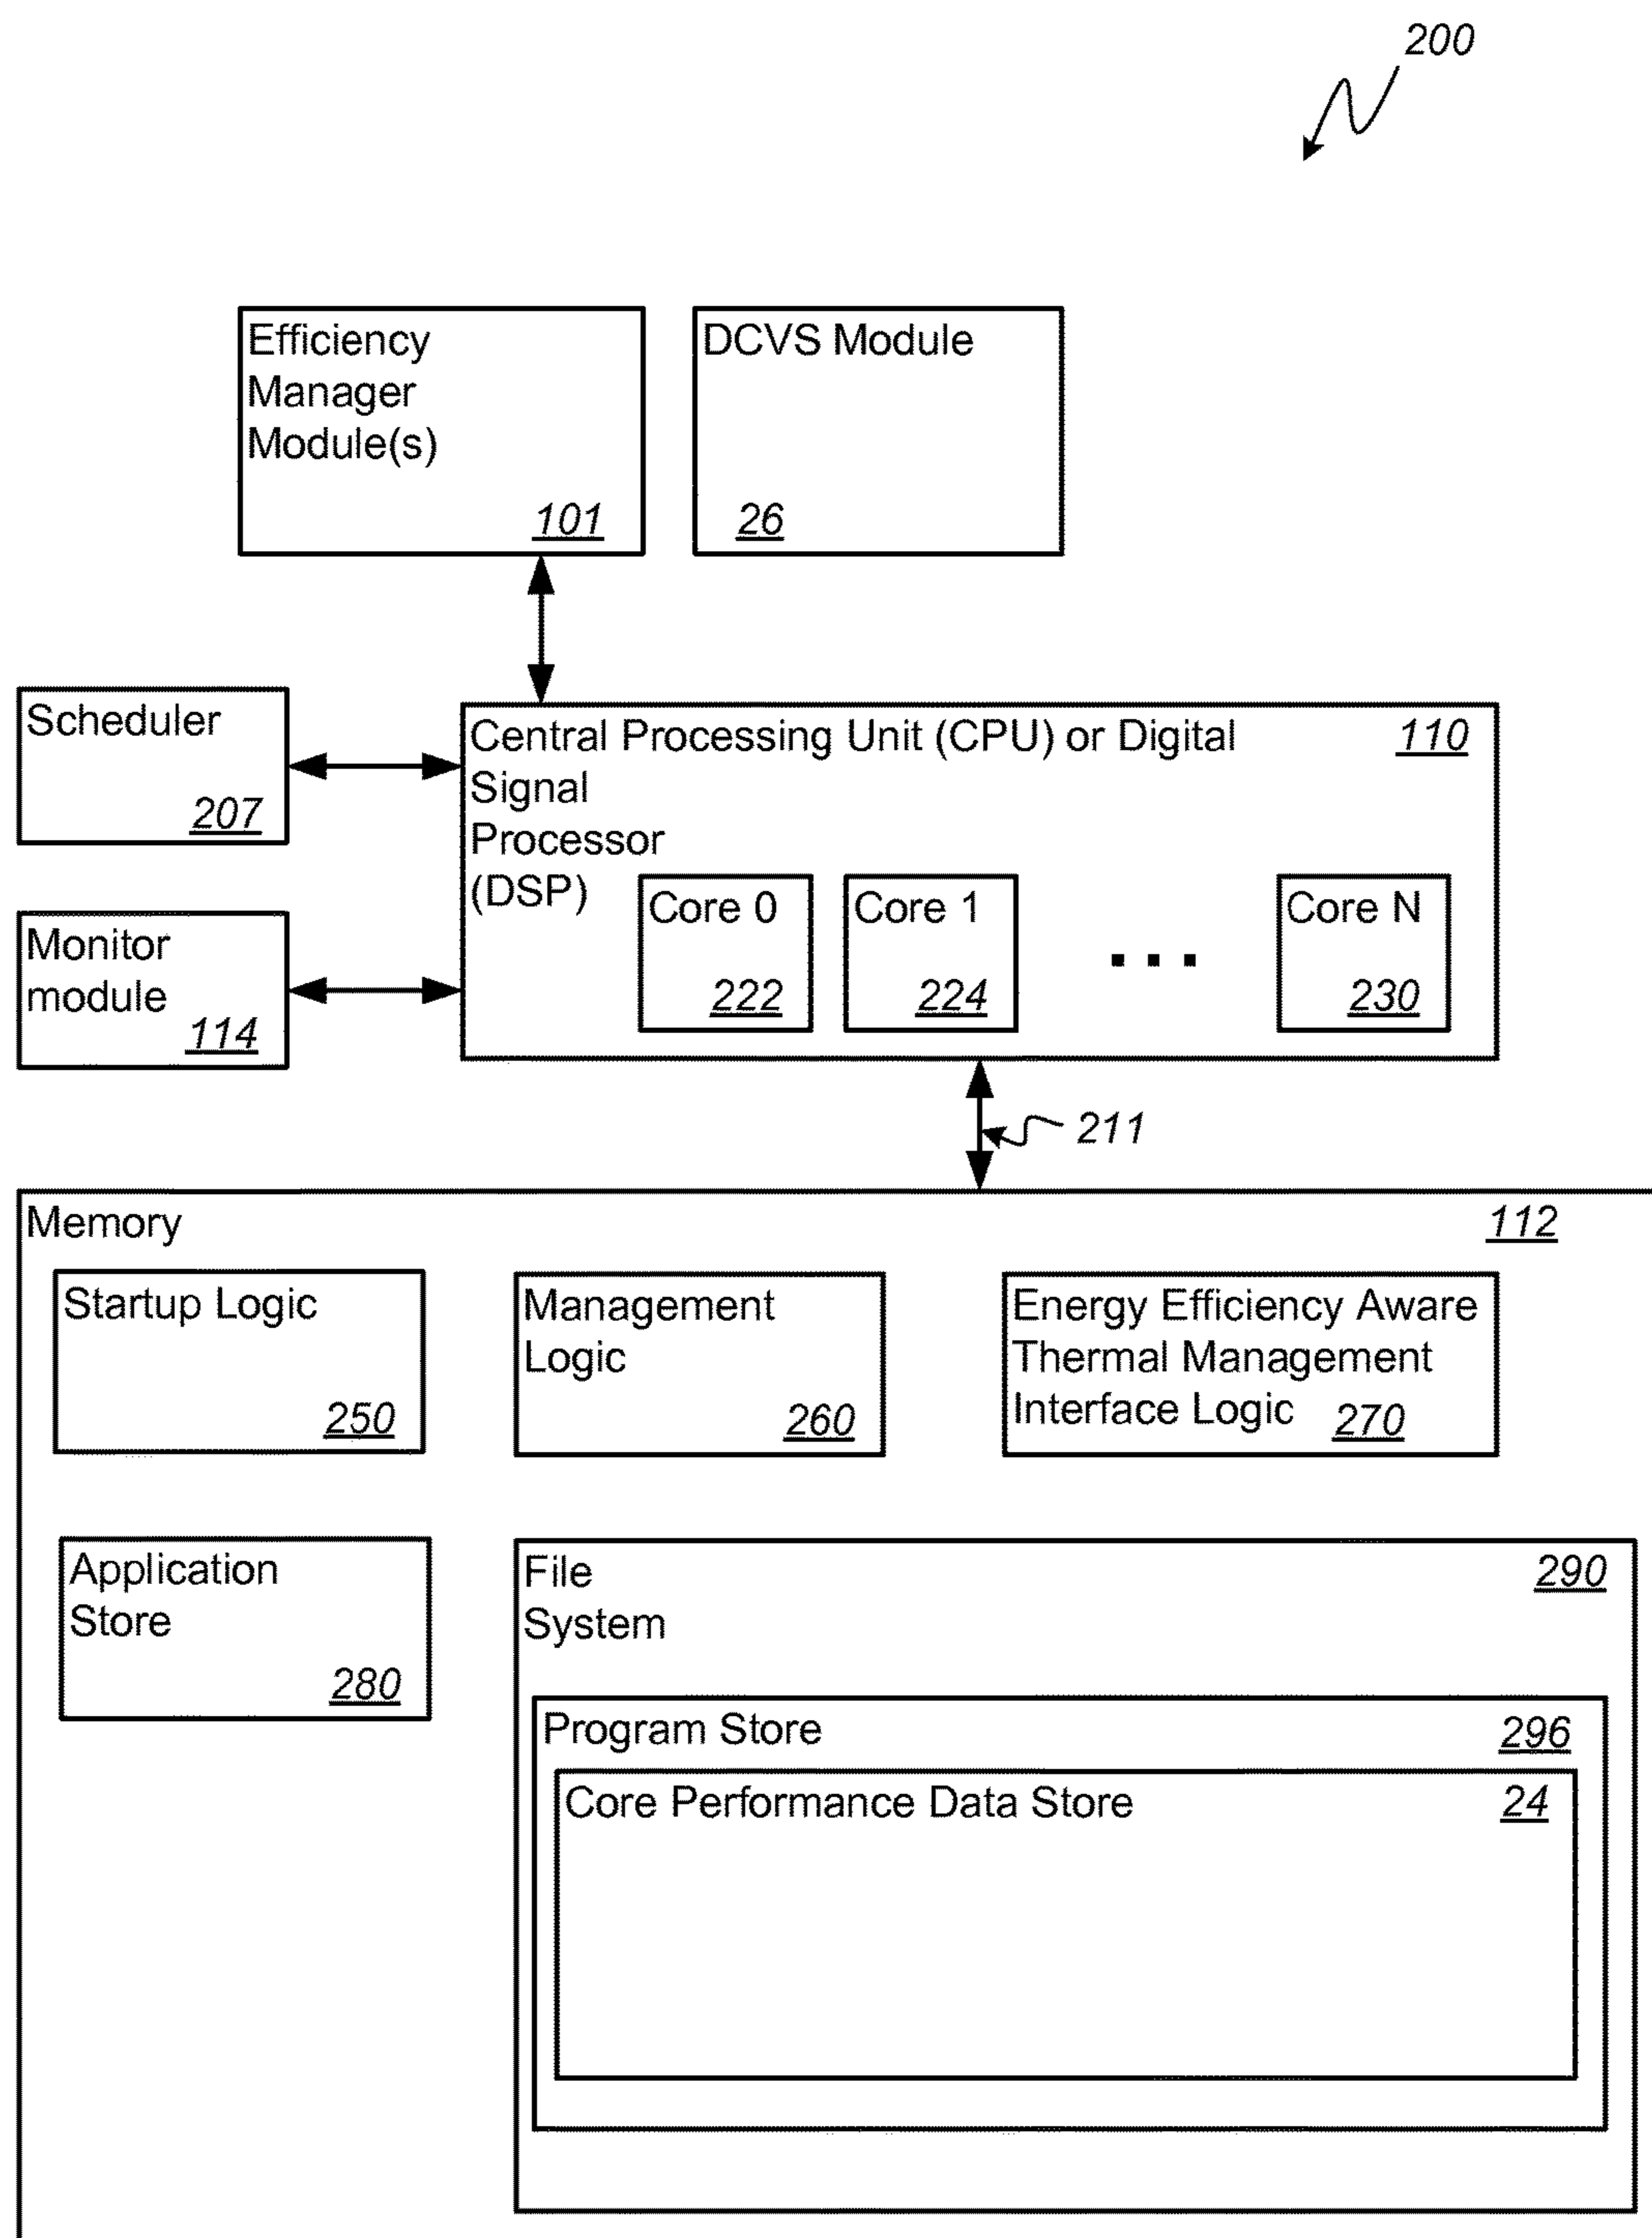 200
Efficiency
Manager
Module(s)
101
DCVS Module
26
Scheduler
207
Central Processing Unit (CPU) or Digital
Signal
Processor
(DSP)
110
Core 0
222
Core 1
224
...
Core N
230
Monitor
module
114
211
Memory
112
Startup Logic
250
Management
Logic
260
Energy Efficiency Aware
Thermal Management
Interface Logic
270
Application
Store
280
File
System
290
Program Store
296
Core Performance Data Store
24